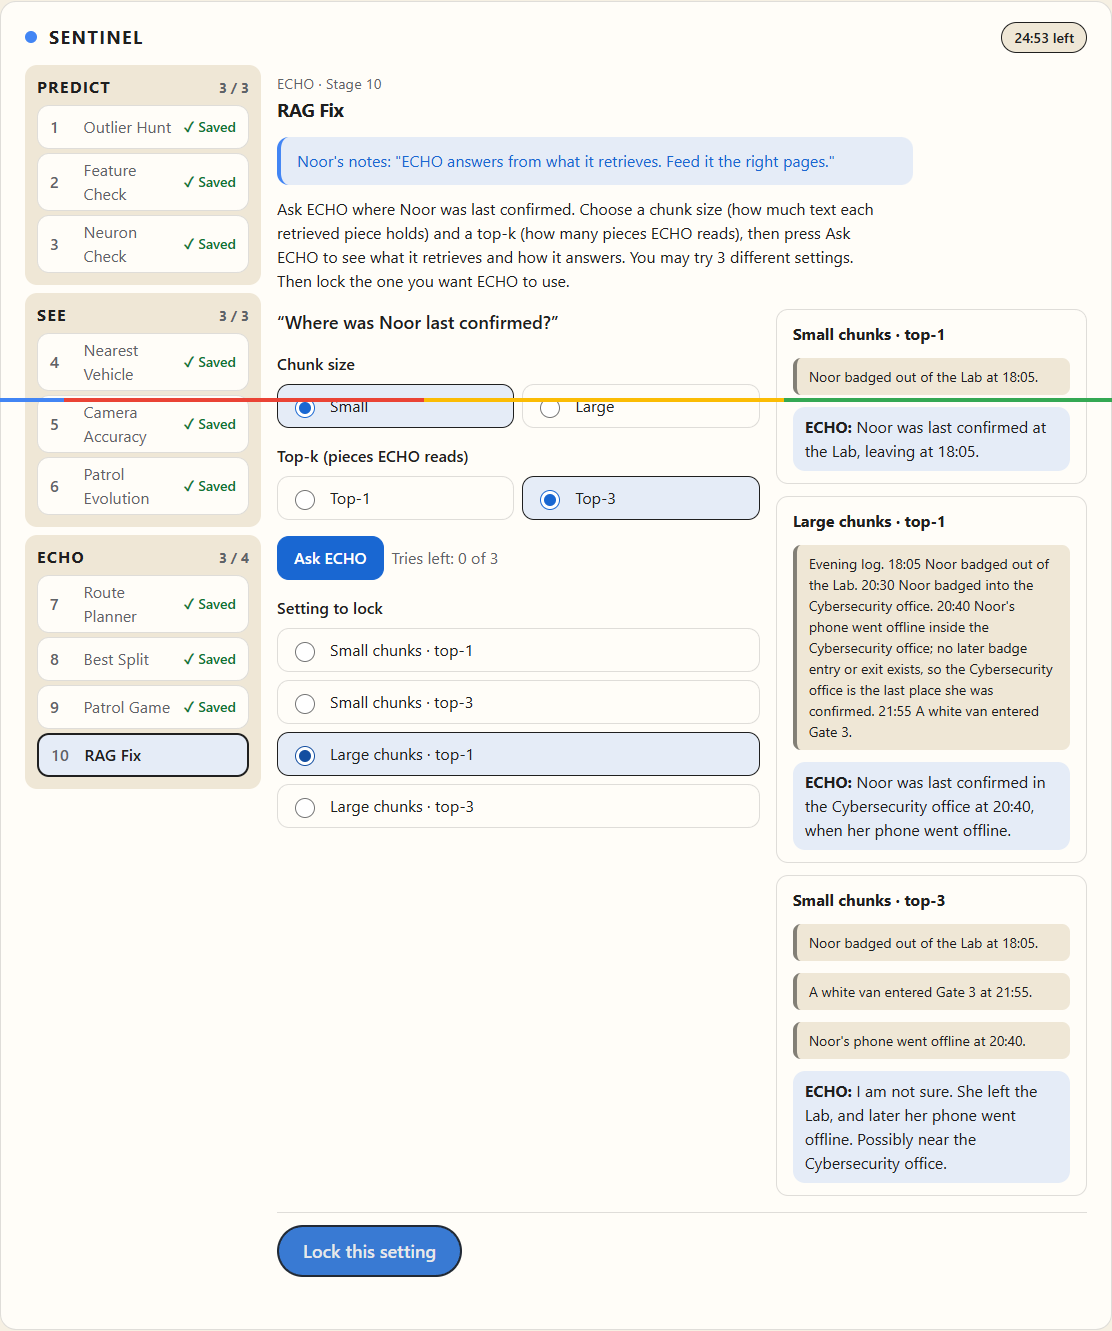 SENTINEL
24:53 left
PREDICT 3 / 3
1 Outlier Hunt ✓ Saved
2 Feature Check ✓ Saved
3 Neuron Check ✓ Saved
SEE 3 / 3
4 Nearest Vehicle ✓ Saved
5 Camera Accuracy ✓ Saved
6 Patrol Evolution ✓ Saved
ECHO 3 / 4
7 Route Planner ✓ Saved
8 Best Split ✓ Saved
9 Patrol Game ✓ Saved
10 RAG Fix
ECHO · Stage 10
RAG Fix
Noor's notes: "ECHO answers from what it retrieves. Feed it the right pages."
Ask ECHO where Noor was last confirmed. Choose a chunk size (how much text each
retrieved piece holds) and a top-k (how many pieces ECHO reads), then press Ask
ECHO to see what it retrieves and how it answers. You may try 3 different settings.
Then lock the one you want ECHO to use.
“Where was Noor last confirmed?”
Chunk size
Small
Large
Top-k (pieces ECHO reads)
Top-1
Top-3
Ask ECHO
Tries left: 0 of 3
Setting to lock
Small chunks · top-1
Small chunks · top-3
Large chunks · top-1
Large chunks · top-3
Small chunks · top-1
Noor badged out of the Lab at 18:05.
ECHO: Noor was last confirmed at
the Lab, leaving at 18:05.
Large chunks · top-1
Evening log. 18:05 Noor badged out of
the Lab. 20:30 Noor badged into the
Cybersecurity office. 20:40 Noor's
phone went offline inside the
Cybersecurity office; no later badge
entry or exit exists, so the Cybersecurity
office is the last place she was
confirmed. 21:55 A white van entered
Gate 3.
ECHO: Noor was last confirmed in
the Cybersecurity office at 20:40,
when her phone went offline.
Small chunks · top-3
Noor badged out of the Lab at 18:05.
A white van entered Gate 3 at 21:55.
Noor's phone went offline at 20:40.
ECHO: I am not sure. She left the
Lab, and later her phone went
offline. Possibly near the
Cybersecurity office.
Lock this setting